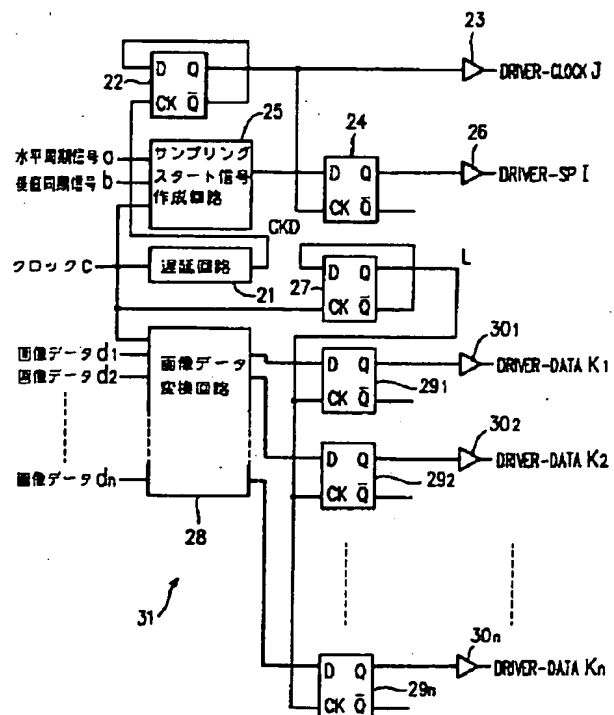 23
22
D Q
CK Q̅
DRIVER-CLOCK J
25
24
26
水平周期信号 a
垂直同期信号 b
サンプリング
スタート信号
作成回路
D Q
CK Q̅
DRIVER-SP I
CKD
クロック C
遅延回路
21
27
D Q
CK Q̅
L
画像データ d1
画像データ d2
画像データ dn
画像データ
変換回路
28
D Q
CK Q̅
291
301
DRIVER-DATA K1
D Q
CK Q̅
292
302
DRIVER-DATA K2
31
D Q
CK Q̅
29n
30n
DRIVER-DATA Kn